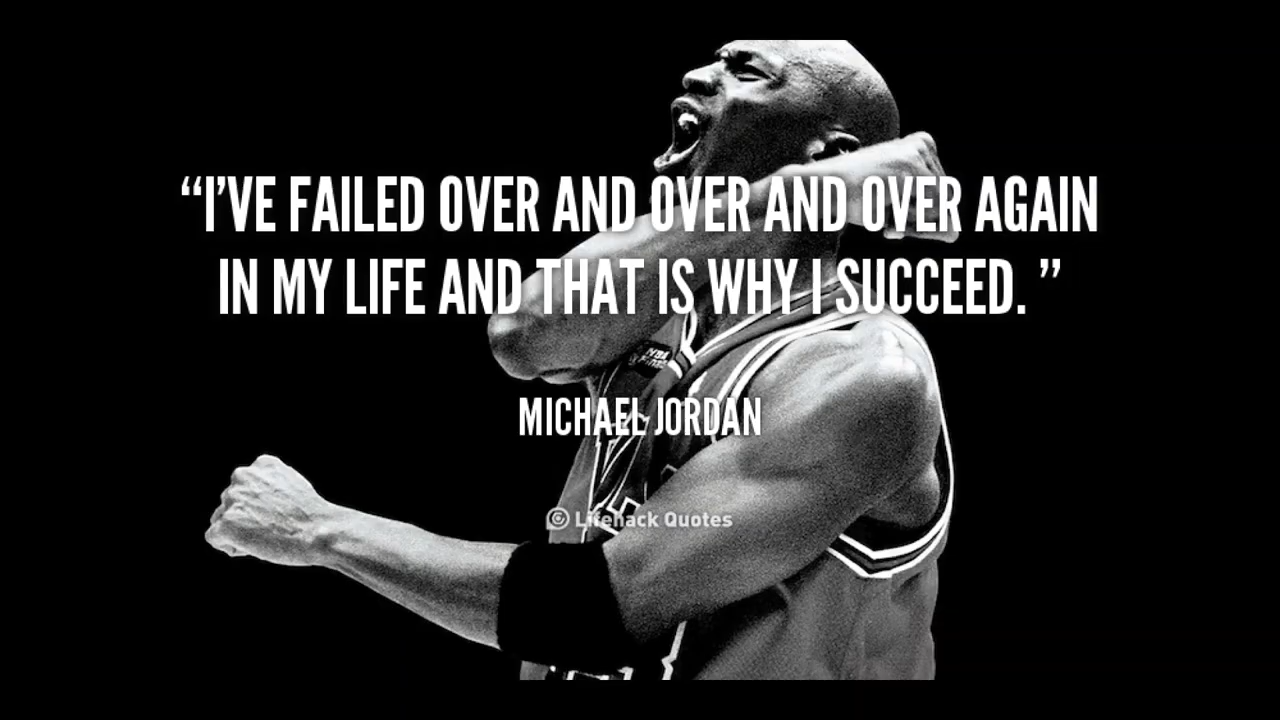 “I’VE FAILED OVER AND OVER AND OVER AGAIN
IN MY LIFE AND THAT IS WHY I SUCCEED. ”
MICHAEL JORDAN
Lifehack Quotes